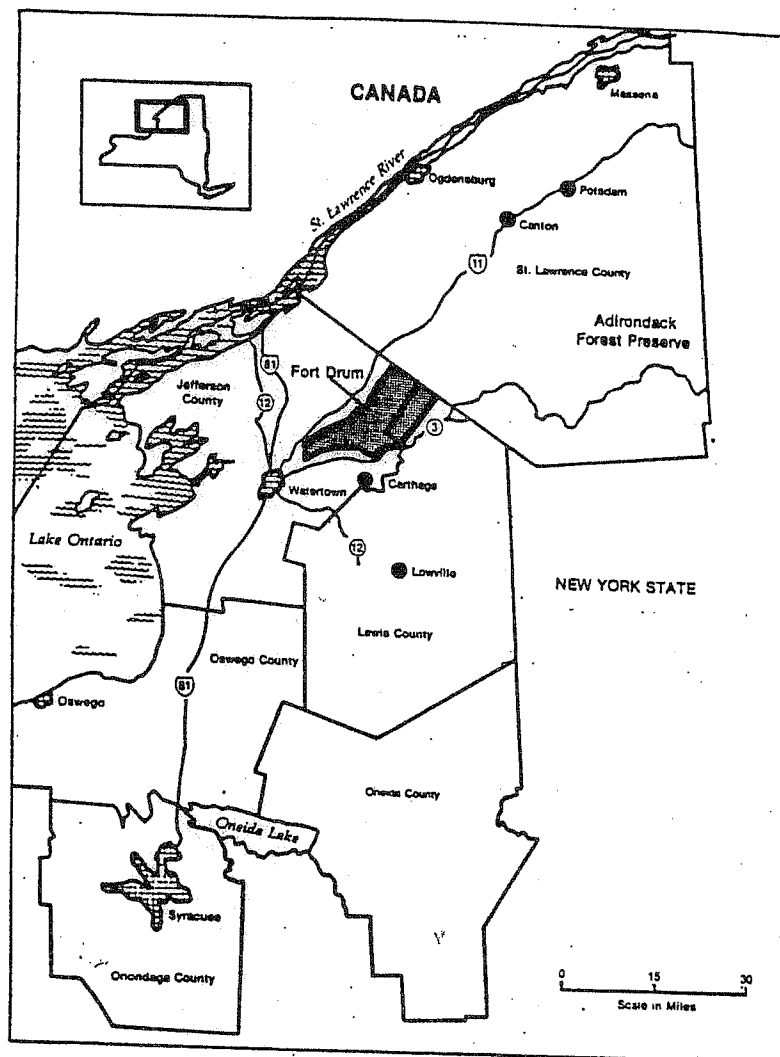 CANADA
Massena
St. Lawrence River
Ogdensburg
Potsdam
Canton
11
St. Lawrence County
Adirondack
Forest Preserve
81
Fort Drum
Jefferson
County
12
3
Watertown
Carthage
Lake Ontario
12
Lowville
NEW YORK STATE
Lewis County
Oswego County
81
Oswego
Oneida County
Oneida Lake
Syracuse
Onondaga County
0 15 30
Scale in Miles